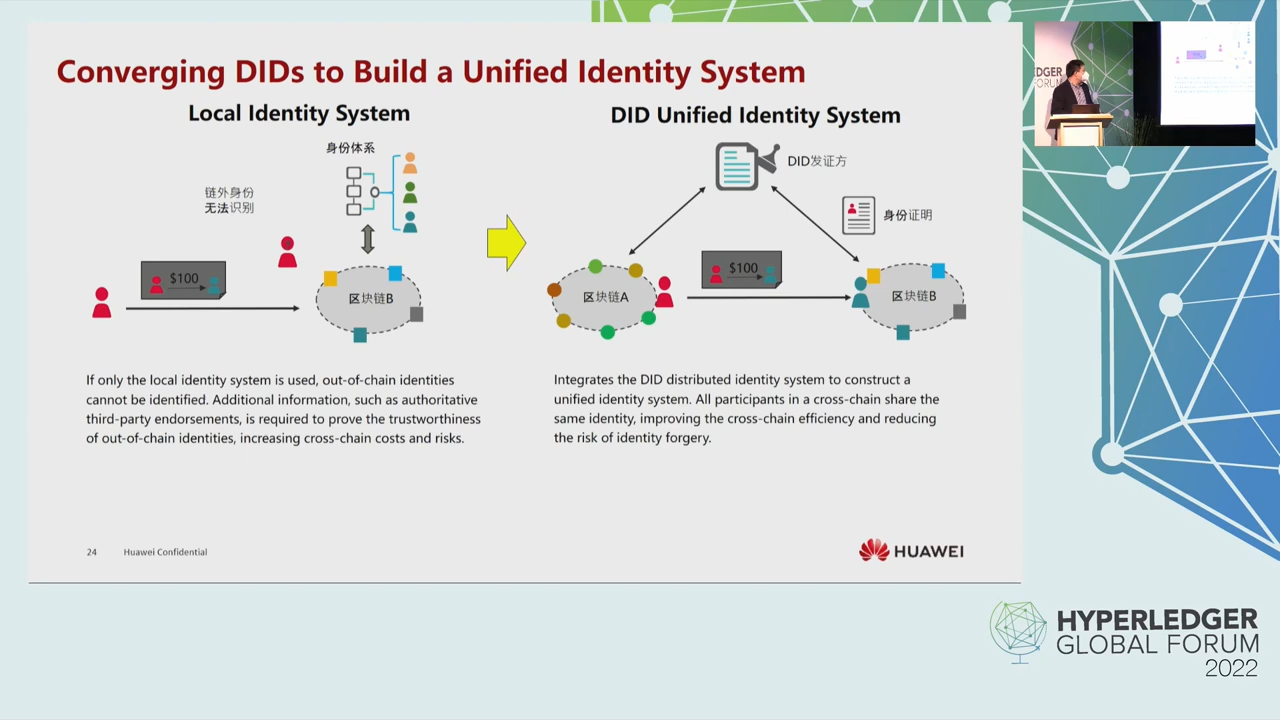 Converging DIDs to Build a Unified Identity System
Local Identity System
身份体系
链外身份
无法识别
$100
区块链B
If only the local identity system is used, out-of-chain identities
cannot be identified. Additional information, such as authoritative
third-party endorsements, is required to prove the trustworthiness
of out-of-chain identities, increasing cross-chain costs and risks.
DID Unified Identity System
DID发证方
身份证明
$100
区块链A
区块链B
Integrates the DID distributed identity system to construct a
unified identity system. All participants in a cross-chain share the
same identity, improving the cross-chain efficiency and reducing
the risk of identity forgery.
24 Huawei Confidential
HUAWEI
HYPERLEDGER
GLOBAL FORUM
2022